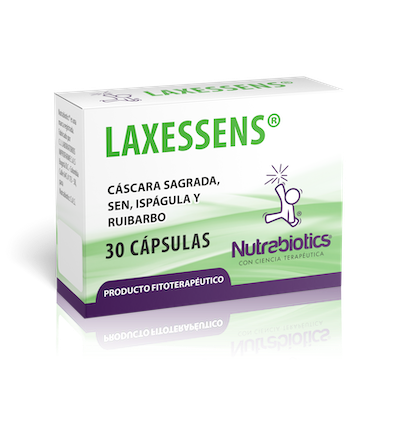 LAXESSENS®
CÁSCARA SAGRADA,
SEN, ISPÁGULA Y
RUIBARBO
30 CÁPSULAS
Nutrabiotics®
CON CIENCIA TERAPÉUTICA
PRODUCTO FITOTERAPÉUTICO